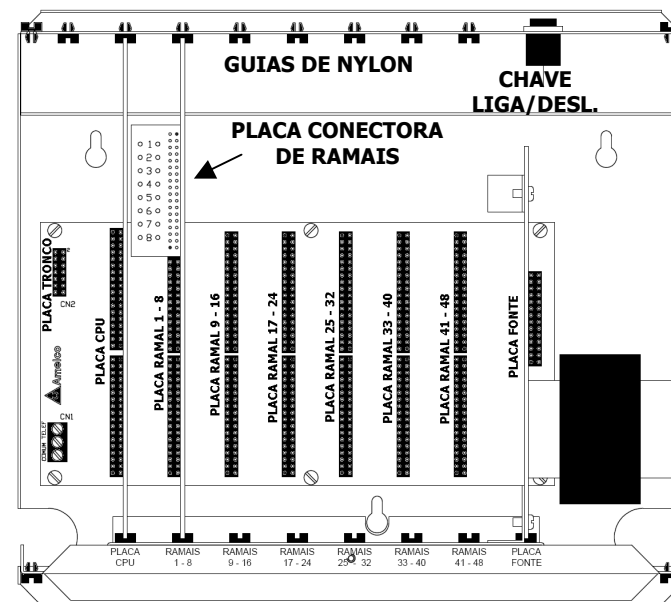 GUIAS DE NYLON
CHAVE
LIGA/DESL.
PLACA CONECTORA
DE RAMAIS
1
2
3
4
5
6
7
8
PLACA TRONCO
CN2
Amelco
CN1
COMUM TELEF
PLACA CPU
PLACA RAMAL 1 - 8
PLACA RAMAL 9 - 16
PLACA RAMAL 17 - 24
PLACA RAMAL 25 - 32
PLACA RAMAL 33 - 40
PLACA RAMAL 41 - 48
PLACA FONTE
PLACA RAMAIS RAMAIS RAMAIS RAMAIS RAMAIS RAMAIS PLACA
CPU 1 - 8 9 - 16 17 - 24 25 - 32 33 - 40 41 - 48 FONTE